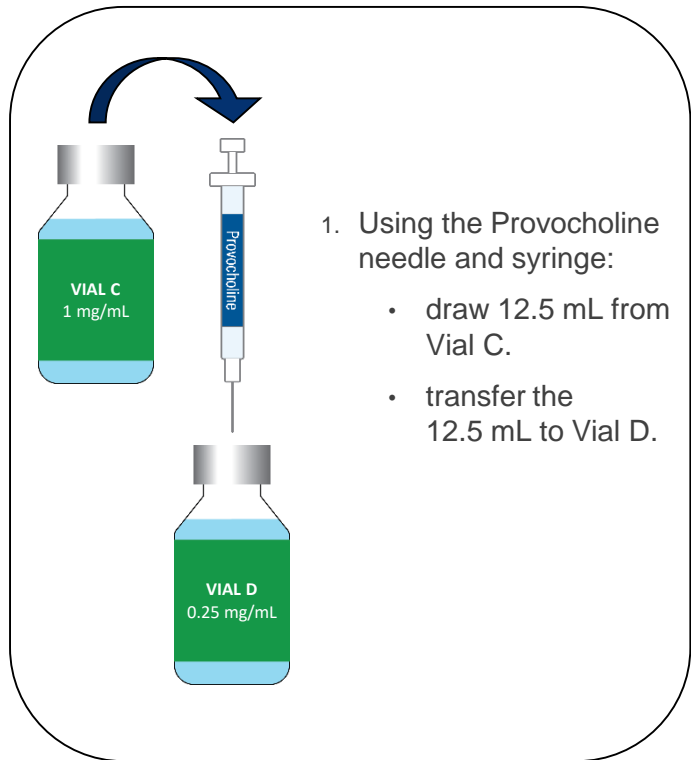 VIAL C
1 mg/mL
Provocholine
VIAL D
0.25 mg/mL
1. Using the Provocholine
needle and syringe:
• draw 12.5 mL from
Vial C.
• transfer the
12.5 mL to Vial D.